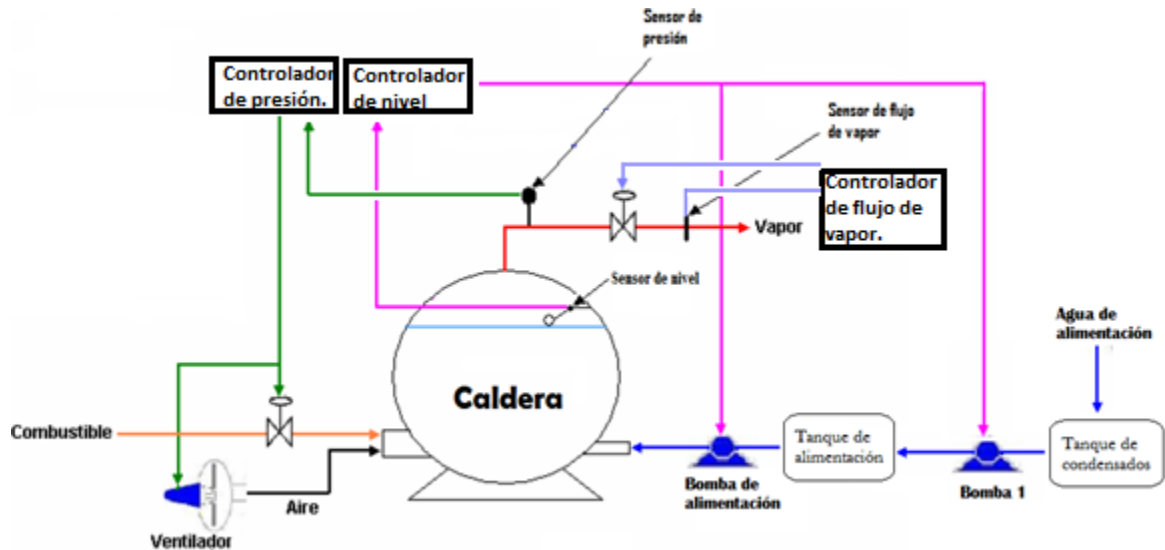 Sensor de
presión
Controlador
de presión.
Controlador
de nivel
Sensor de flujo
de vapor
Controlador
de flujo de
vapor.
Vapor
Sensor de nivel
Agua de
alimentación
Caldera
Combustible
Tanque de
alimentación
Tanque de
condensados
Bomba de
alimentación
Bomba 1
Aire
Ventilador